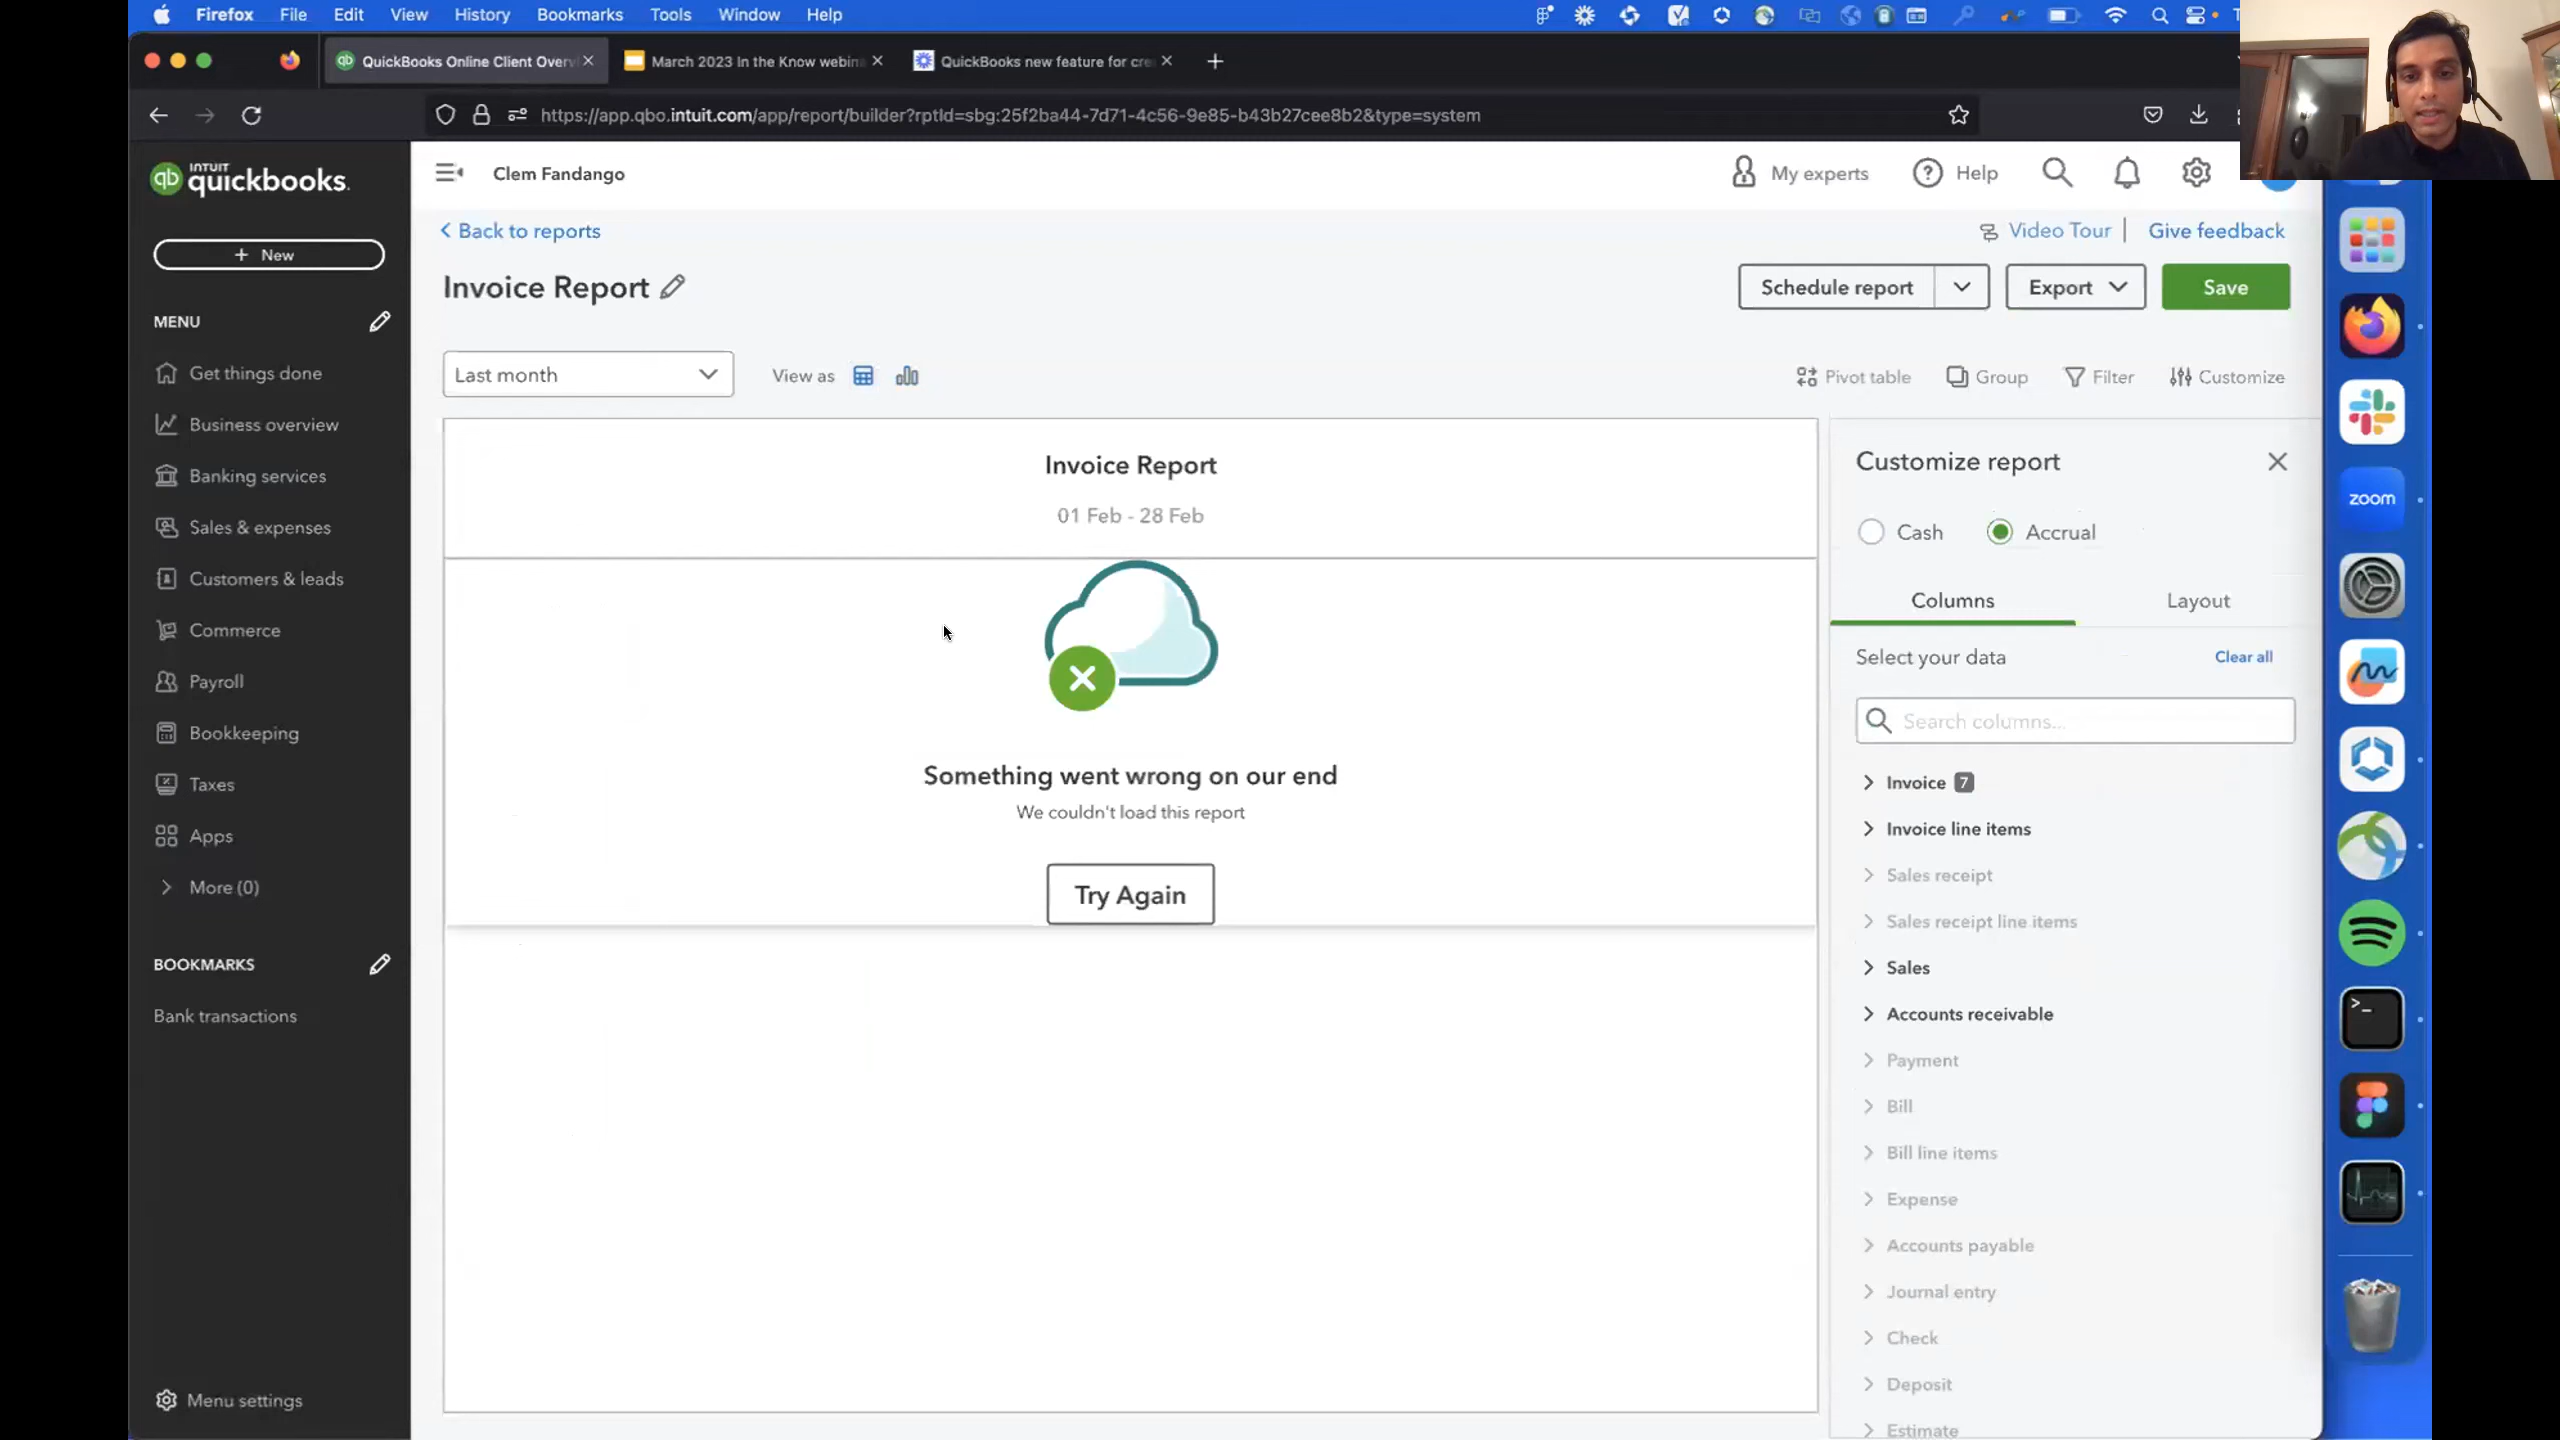 Firefox File Edit View History Bookmarks Tools Window Help
QuickBooks Online Client Over
March 2023 In the Know webin
QuickBooks new feature for cre
https://app.qbo.intuit.com/app/report/builder?rptId=sbg:25f2ba44-7d71-4c56-9e85-b43b27cee8b2&type=system
INTUIT
quickbooks.
qb
Clem Fandango
My experts
Help
+ New
MENU
Get things done
Business overview
Banking services
Sales & expenses
Customers & leads
Commerce
Payroll
Bookkeeping
Taxes
Apps
More (0)
BOOKMARKS
Bank transactions
Menu settings
Back to reports
Video Tour
Give feedback
Invoice Report
Schedule report
Export
Save
Last month
View as
Pivot table
Group
Filter
Customize
Invoice Report
01 Feb - 28 Feb
Something went wrong on our end
We couldn't load this report
Try Again
Customize report
Cash
Accrual
Columns
Layout
Select your data
Clear all
Search columns...
Invoice 7
Invoice line items
Sales receipt
Sales receipt line items
Sales
Accounts receivable
Payment
Bill
Bill line items
Expense
Accounts payable
Journal entry
Check
Deposit
Estimate
zoom